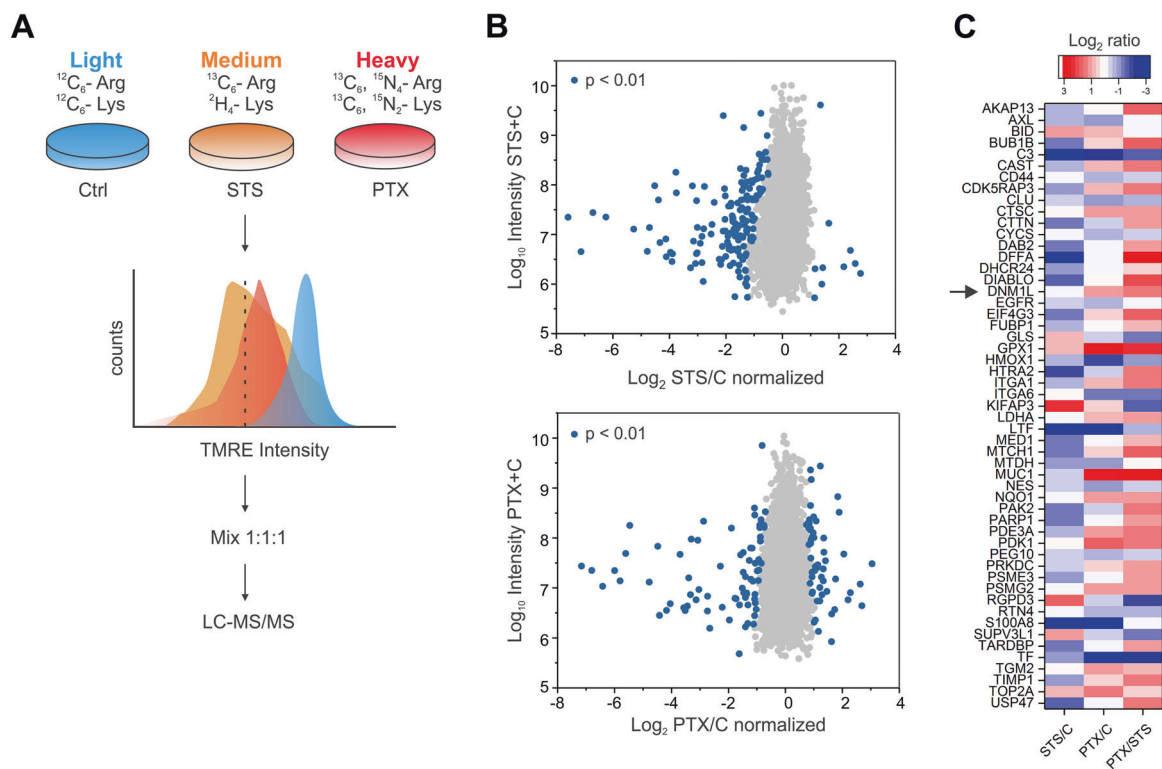 A
Light
¹²C₆- Arg
¹²C₆- Lys
Medium
¹³C₆- Arg
²H₄- Lys
Heavy
¹³C₆, ¹⁵N₄- Arg
¹³C₆, ¹⁵N₂- Lys
Ctrl
STS
PTX
counts
TMRE Intensity
Mix 1:1:1
LC-MS/MS
B
p < 0.01
Log₁₀ Intensity STS+C
10
9
8
7
6
5
-8 -6 -4 -2 0 2 4
Log₂ STS/C normalized
p < 0.01
Log₁₀ Intensity PTX+C
10
9
8
7
6
5
-8 -6 -4 -2 0 2 4
Log₂ PTX/C normalized
C
Log₂ ratio
3 1 -1 -3
AKAP13
AXL
BID
BUB1B
C3
CAST
CD44
CDK5RAP3
CLU
CTSC
CTTN
CYCS
DAB2
DFFA
DHCR24
DIABLO
DNM1L
EGFR
EIF4G3
FUBP1
GLS
GPX1
HMOX1
HTRA2
ITGA1
ITGA6
KIFAP3
LDHA
LTF
MED1
MTCH1
MTDH
MUC1
NES
NQO1
PAK2
PARP1
PDE3A
PDK1
PEG10
PRKDC
PSME3
PSMG2
RGPD3
RTN4
S100A8
SUPV3L1
TARDBP
TF
TGM2
TIMP1
TOP2A
USP47
STS/C
PTX/C
PTX/STS